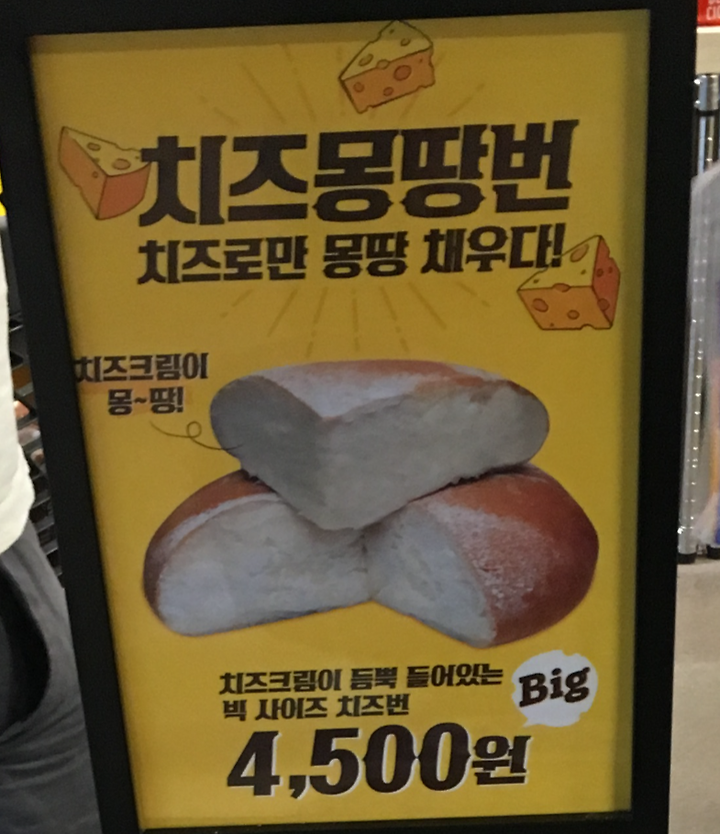 치즈몽땅번
치즈로만 몽땅 채우다!
치즈크림이
몽~땅!
치즈크림이 듬뿍 들어있는
빅 사이즈 치즈번
Big
4,500원